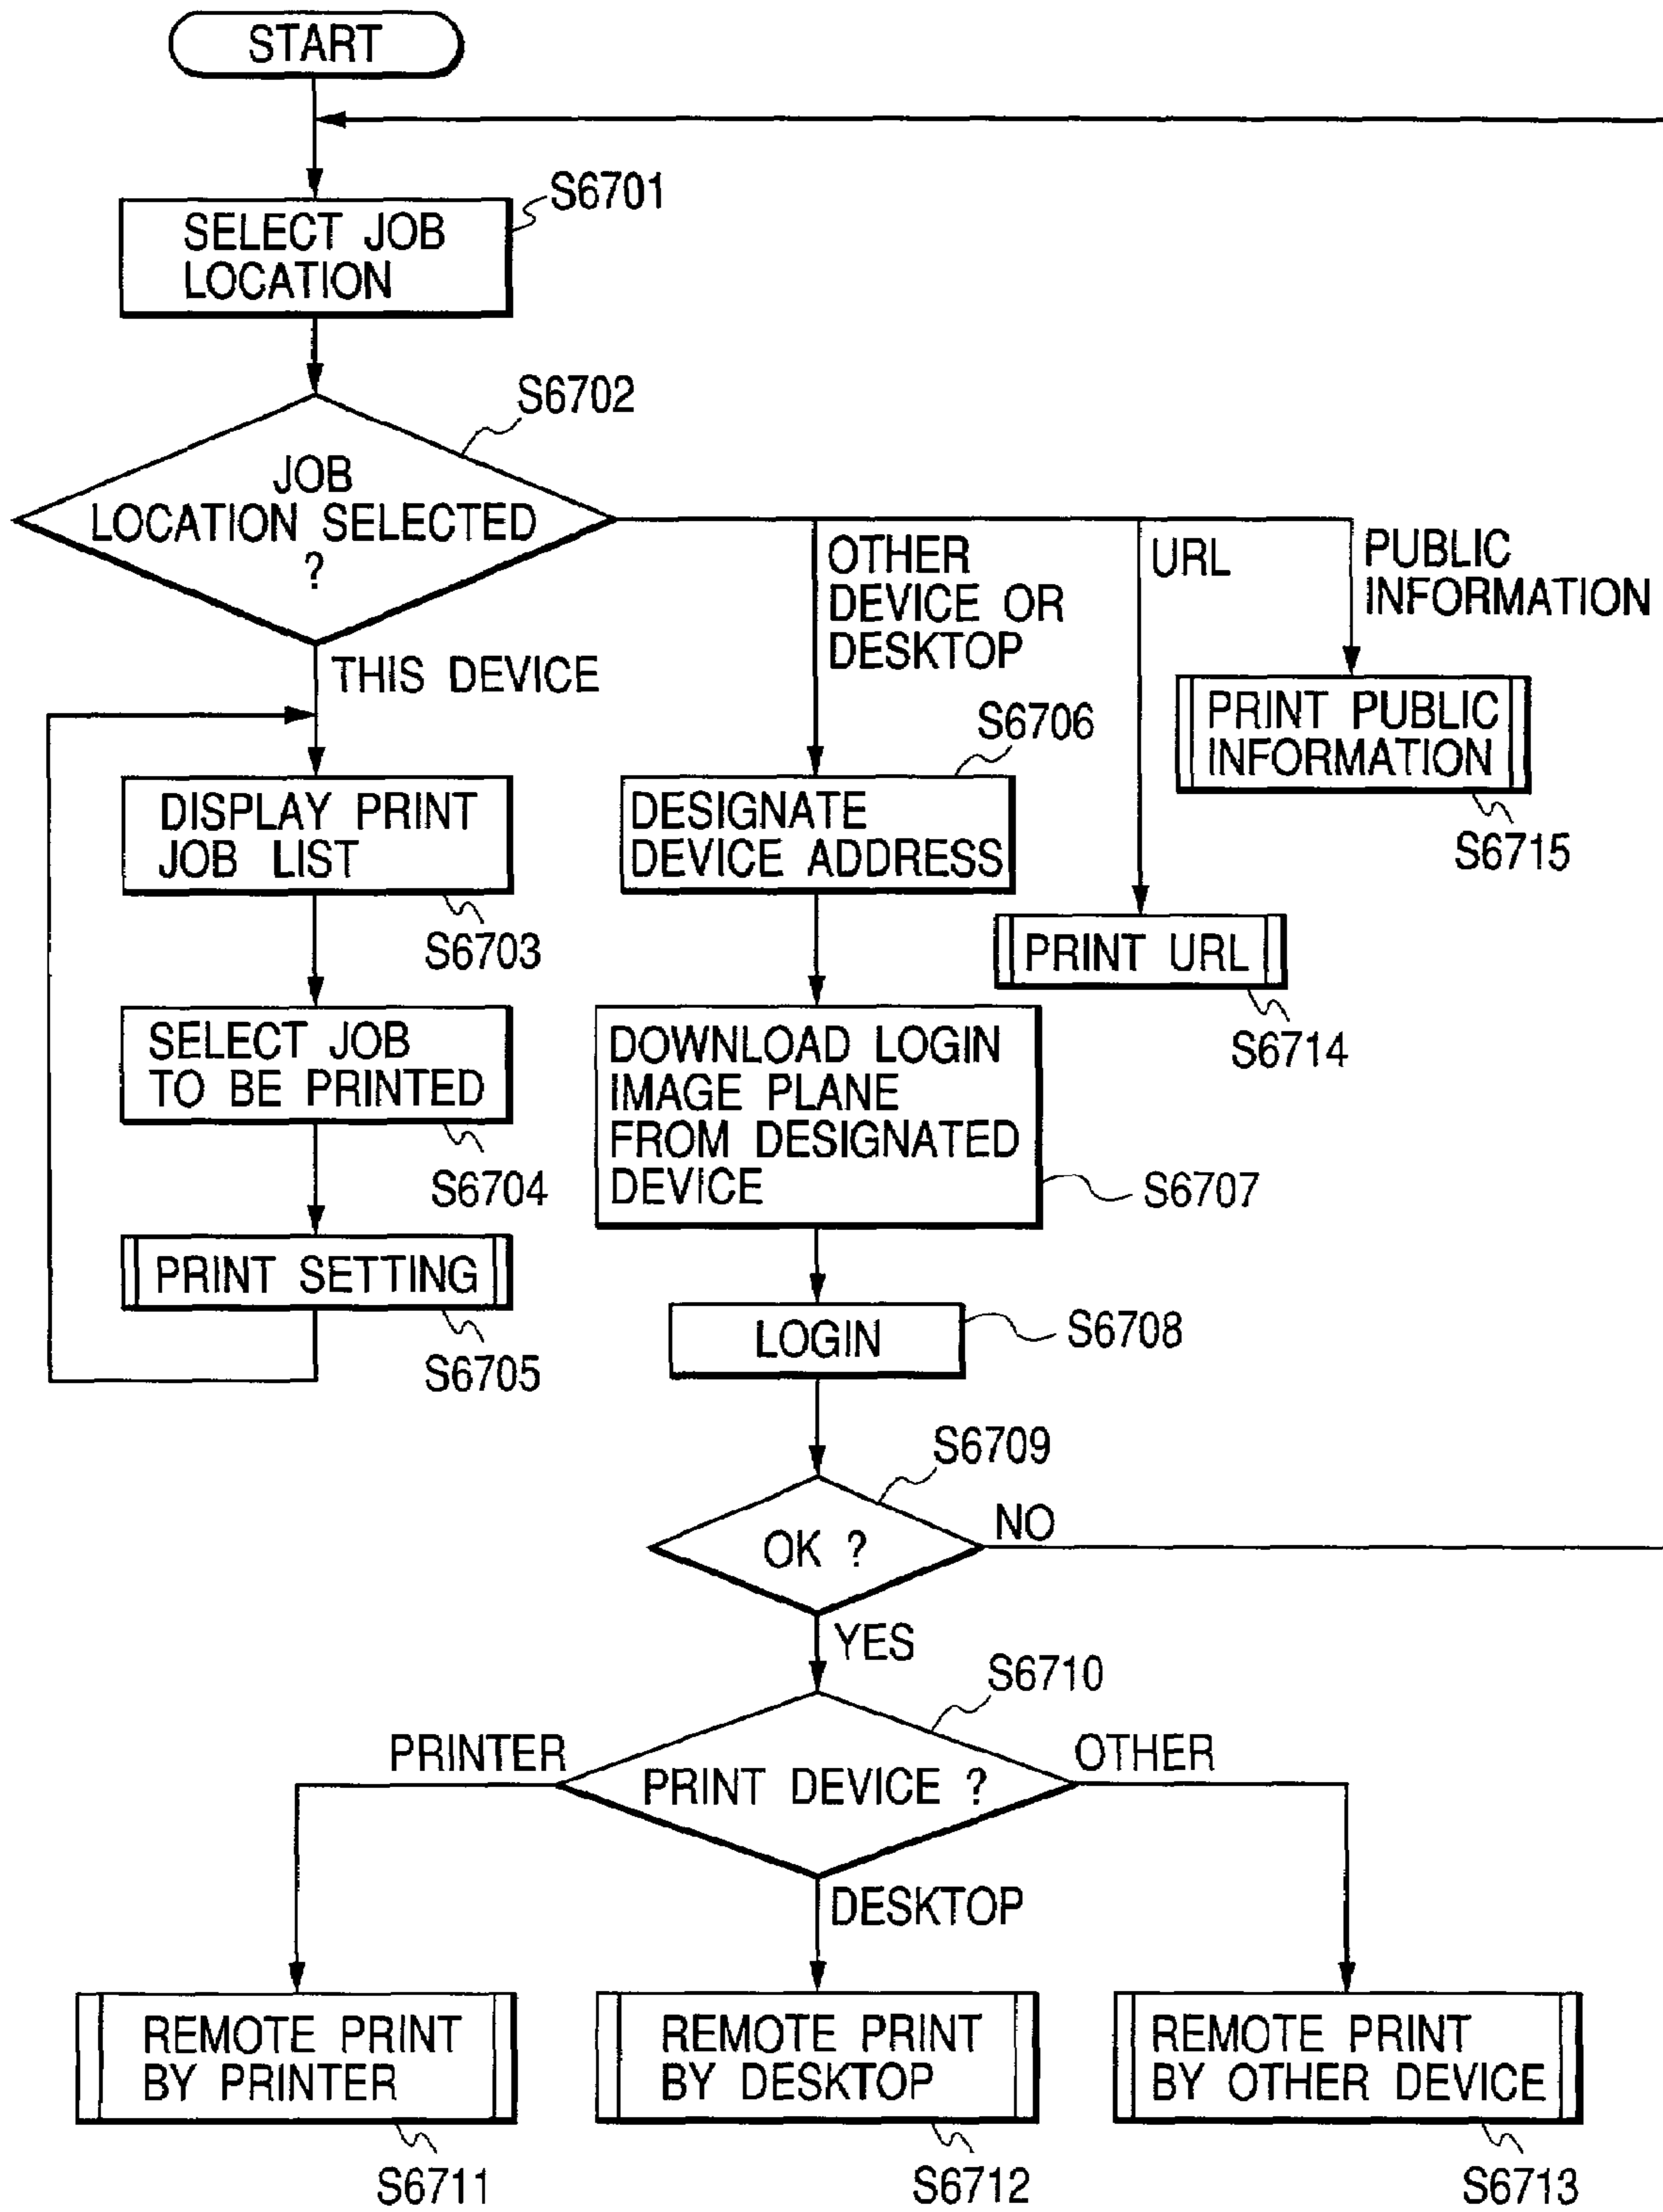 START
S6701
SELECT JOB
LOCATION
S6702
JOB
LOCATION SELECTED
?
THIS DEVICE
OTHER
DEVICE OR
DESKTOP
URL
PUBLIC
INFORMATION
DISPLAY PRINT
JOB LIST
S6703
SELECT JOB
TO BE PRINTED
S6704
PRINT SETTING
S6705
S6706
DESIGNATE
DEVICE ADDRESS
PRINT PUBLIC
INFORMATION
S6715
PRINT URL
S6714
DOWNLOAD LOGIN
IMAGE PLANE
FROM DESIGNATED
DEVICE
S6707
LOGIN
S6708
S6709
OK ?
NO
YES
S6710
PRINTER
PRINT DEVICE ?
OTHER
DESKTOP
REMOTE PRINT
BY PRINTER
S6711
REMOTE PRINT
BY DESKTOP
S6712
REMOTE PRINT
BY OTHER DEVICE
S6713